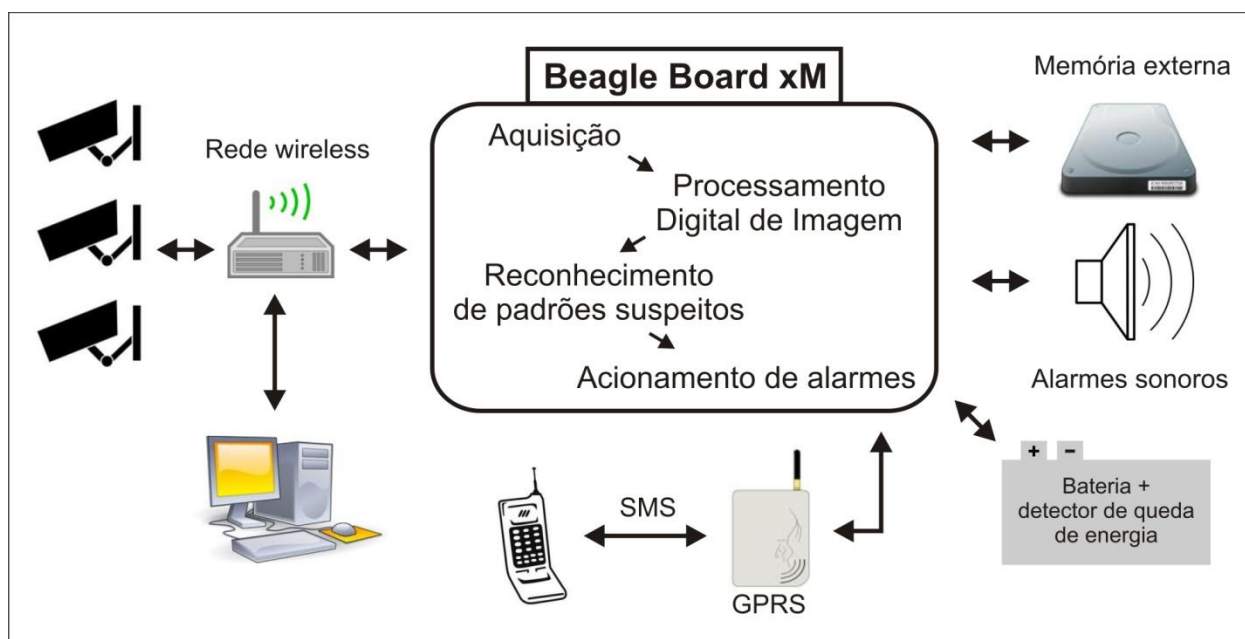 Beagle Board xM
Memória externa
Rede wireless
Aquisição
Processamento
Digital de Imagem
Reconhecimento
de padrões suspeitos
Acionamento de alarmes
Alarmes sonoros
SMS
GPRS
+ -
Bateria +
detector de queda
de energia